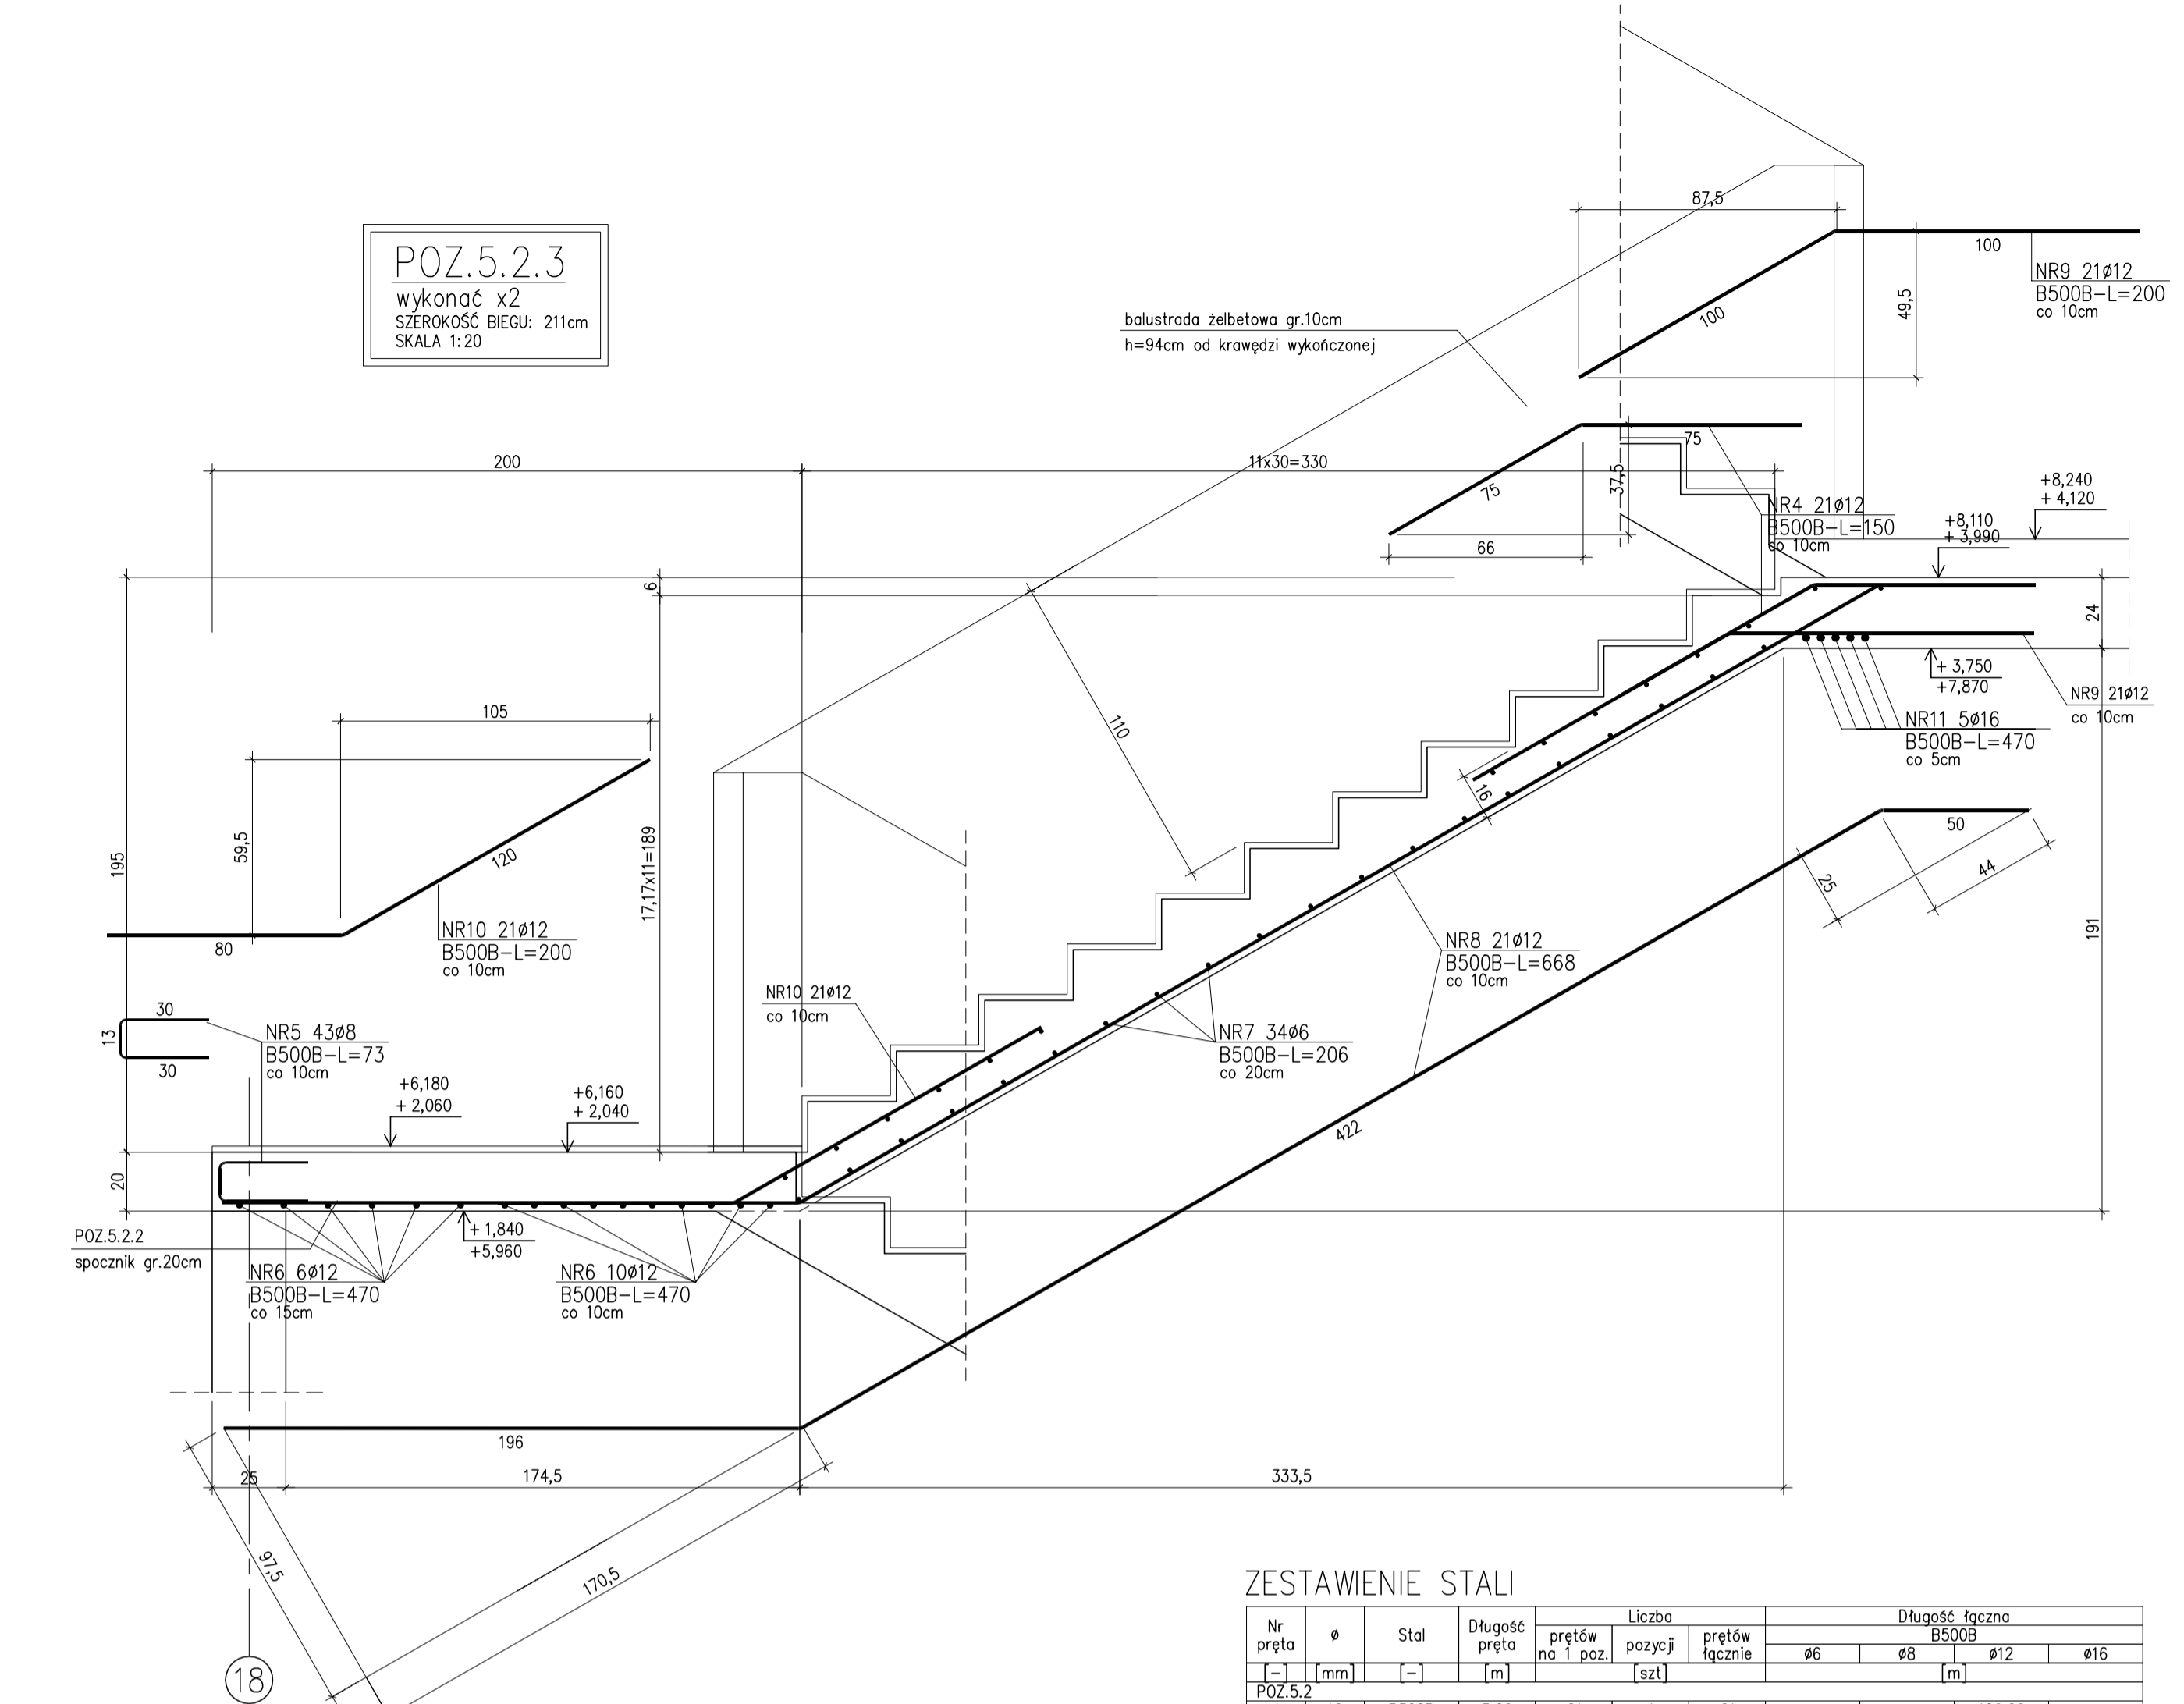 POZ.5.2.3
wykonać x2
SZEROKOŚĆ BIEGU: 211cm
SKALA 1:20
87,5
100
NR9 21ø12
B500B-L=200
co 10cm
100
49,5
balustrada żelbetowa gr.10cm
h=94cm od krawędzi wykończonej
200
11x30=330
75
75
37,5
66
NR4 21ø12
B500B-L=150
co 10cm
+8,240
+ 4,120
+8,110
+ 3,990
6
24
+ 3,750
+7,870
NR9 21ø12
co 10cm
NR11 5ø16
B500B-L=470
co 5cm
105
110
59,5
120
195
17,17x11=189
16
50
25
44
191
80
NR10 21ø12
B500B-L=200
co 10cm
NR8 21ø12
B500B-L=668
co 10cm
NR10 21ø12
co 10cm
30
13
30
NR5 43ø8
B500B-L=73
co 10cm
NR7 34ø6
B500B-L=206
co 20cm
+6,180
+ 2,060
+6,160
+ 2,040
422
20
POZ.5.2.2
spocznik gr.20cm
+ 1,840
+5,960
NR6 6ø12
B500B-L=470
co 15cm
NR6 10ø12
B500B-L=470
co 10cm
196
25
174,5
333,5
97,5
170,5
18
ZESTAWIENIE STALI
Nr pręta
ø
Stal
Długość pręta
Liczba
prętów na 1 poz.
pozycji
prętów łącznie
Długość łączna
B500B
ø6 ø8 ø12 ø16
[-] [mm] [-] [m] [szt] [m]
POZ.5.2